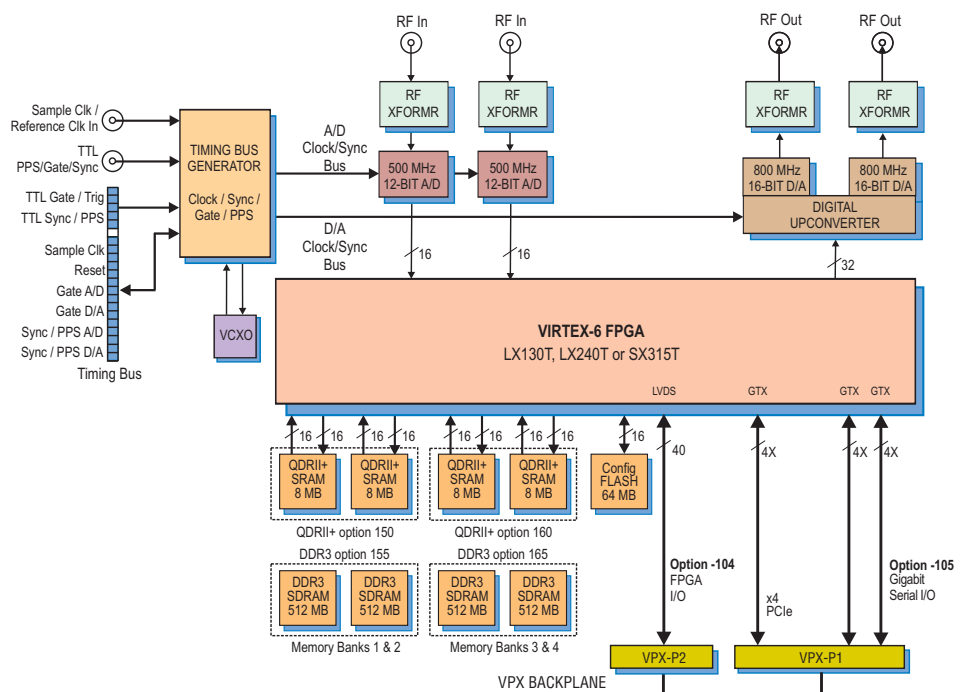 RF In
RF In
RF Out
RF Out
Sample Clk /
Reference Clk In
TTL
PPS/Gate/Sync
TTL Gate / Trig
TTL Sync / PPS
Sample Clk
Reset
Gate A/D
Gate D/A
Sync / PPS A/D
Sync / PPS D/A
Timing Bus
TIMING BUS
GENERATOR
Clock / Sync /
Gate / PPS
VCXO
A/D
Clock/Sync
Bus
D/A
Clock/Sync
Bus
RF
XFORMR
RF
XFORMR
500 MHz
12-BIT A/D
500 MHz
12-BIT A/D
16
16
RF
XFORMR
RF
XFORMR
800 MHz
16-BIT D/A
800 MHz
16-BIT D/A
DIGITAL
UPCONVERTER
32
VIRTEX-6 FPGA
LX130T, LX240T or SX315T
LVDS
GTX
GTX
GTX
16
16
16
16
16
16
16
16
16
40
4X
4X
4X
QDRII+
SRAM
8 MB
QDRII+
SRAM
8 MB
QDRII+
SRAM
8 MB
QDRII+
SRAM
8 MB
Config
FLASH
64 MB
QDRII+ option 150
QDRII+ option 160
DDR3 option 155
DDR3 option 165
DDR3
SDRAM
512 MB
DDR3
SDRAM
512 MB
DDR3
SDRAM
512 MB
DDR3
SDRAM
512 MB
Memory Banks 1 & 2
Memory Banks 3 & 4
Option -104
FPGA
I/O
x4
PCIe
Option -105
Gigabit
Serial I/O
VPX-P2
VPX-P1
VPX BACKPLANE